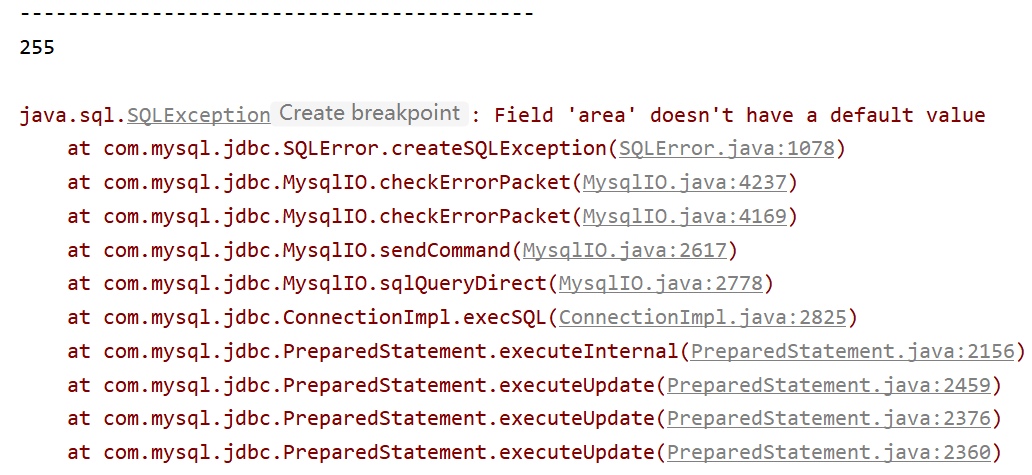 -------------------------------------------
255
java.sql.SQLException Create breakpoint : Field 'area' doesn't have a default value
at com.mysql.jdbc.SQLError.createSQLException(SQLError.java:1078)
at com.mysql.jdbc.MysqlIO.checkErrorPacket(MysqlIO.java:4237)
at com.mysql.jdbc.MysqlIO.checkErrorPacket(MysqlIO.java:4169)
at com.mysql.jdbc.MysqlIO.sendCommand(MysqlIO.java:2617)
at com.mysql.jdbc.MysqlIO.sqlQueryDirect(MysqlIO.java:2778)
at com.mysql.jdbc.ConnectionImpl.execSQL(ConnectionImpl.java:2825)
at com.mysql.jdbc.PreparedStatement.executeInternal(PreparedStatement.java:2156)
at com.mysql.jdbc.PreparedStatement.executeUpdate(PreparedStatement.java:2459)
at com.mysql.jdbc.PreparedStatement.executeUpdate(PreparedStatement.java:2376)
at com.mysql.jdbc.PreparedStatement.executeUpdate(PreparedStatement.java:2360)